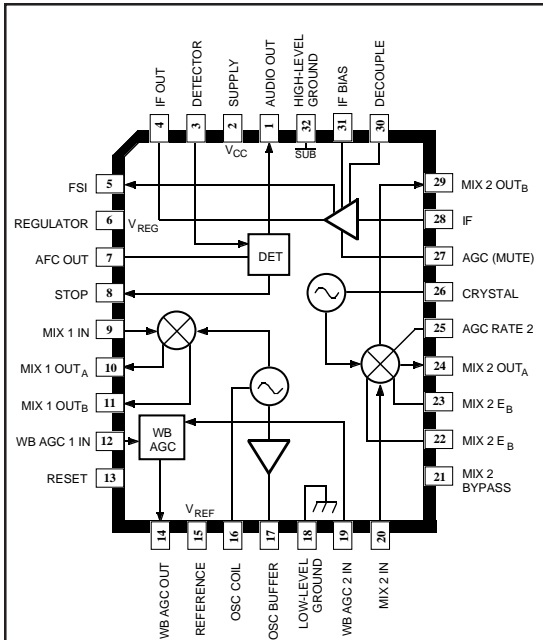 IF OUT
DETECTOR
SUPPLY
AUDIO OUT
HIGH-LEVEL
GROUND
IF BIAS
DECOUPLE
4
3
2
1
32
31
30
VCC
SUB
FSI
5
REGULATOR
6
VREG
AFC OUT
7
STOP
8
MIX 1 IN
9
MIX 1 OUTA
10
MIX 1 OUTB
11
WB AGC 1 IN
12
RESET
13
DET
WB
AGC
29
MIX 2 OUTB
28
IF
27
AGC (MUTE)
26
CRYSTAL
25
AGC RATE 2
24
MIX 2 OUTA
23
MIX 2 EB
22
MIX 2 EB
21
MIX 2
BYPASS
VREF
14
15
16
17
18
19
20
WB AGC OUT
REFERENCE
OSC COIL
OSC BUFFER
LOW-LEVEL
GROUND
WB AGC 2 IN
MIX 2 IN